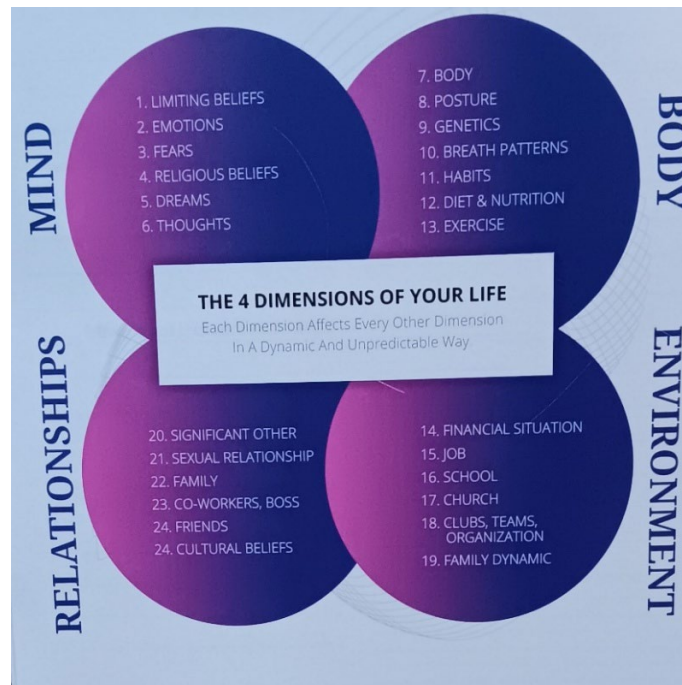 MIND
1. LIMITING BELIEFS
2. EMOTIONS
3. FEARS
4. RELIGIOUS BELIEFS
5. DREAMS
6. THOUGHTS
BODY
7. BODY
8. POSTURE
9. GENETICS
10. BREATH PATTERNS
11. HABITS
12. DIET & NUTRITION
13. EXERCISE
THE 4 DIMENSIONS OF YOUR LIFE
Each Dimension Affects Every Other Dimension
In A Dynamic And Unpredictable Way
RELATIONSHIPS
20. SIGNIFICANT OTHER
21. SEXUAL RELATIONSHIP
22. FAMILY
23. CO-WORKERS, BOSS
24. FRIENDS
24. CULTURAL BELIEFS
ENVIRONMENT
14. FINANCIAL SITUATION
15. JOB
16. SCHOOL
17. CHURCH
18. CLUBS, TEAMS,
ORGANIZATION
19. FAMILY DYNAMIC